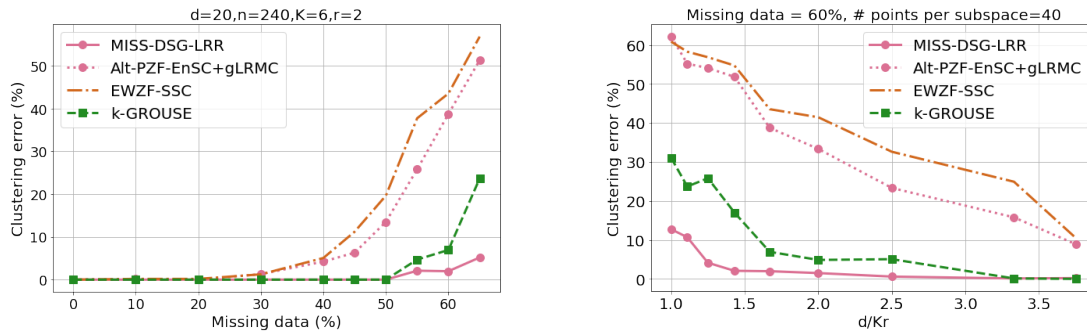 d=20,n=240,K=6,r=2
MISS-DSG-LRR
Alt-PZF-EnSC+gLRMC
EWZF-SSC
k-GROUSE
Clustering error (%)
50
40
30
20
10
0
0
10
20
30
40
50
60
Missing data (%)
Missing data = 60%, # points per subspace=40
MISS-DSG-LRR
Alt-PZF-EnSC+gLRMC
EWZF-SSC
k-GROUSE
Clustering error (%)
60
50
40
30
20
10
0
1.0
1.5
2.0
2.5
3.0
3.5
d/Kr